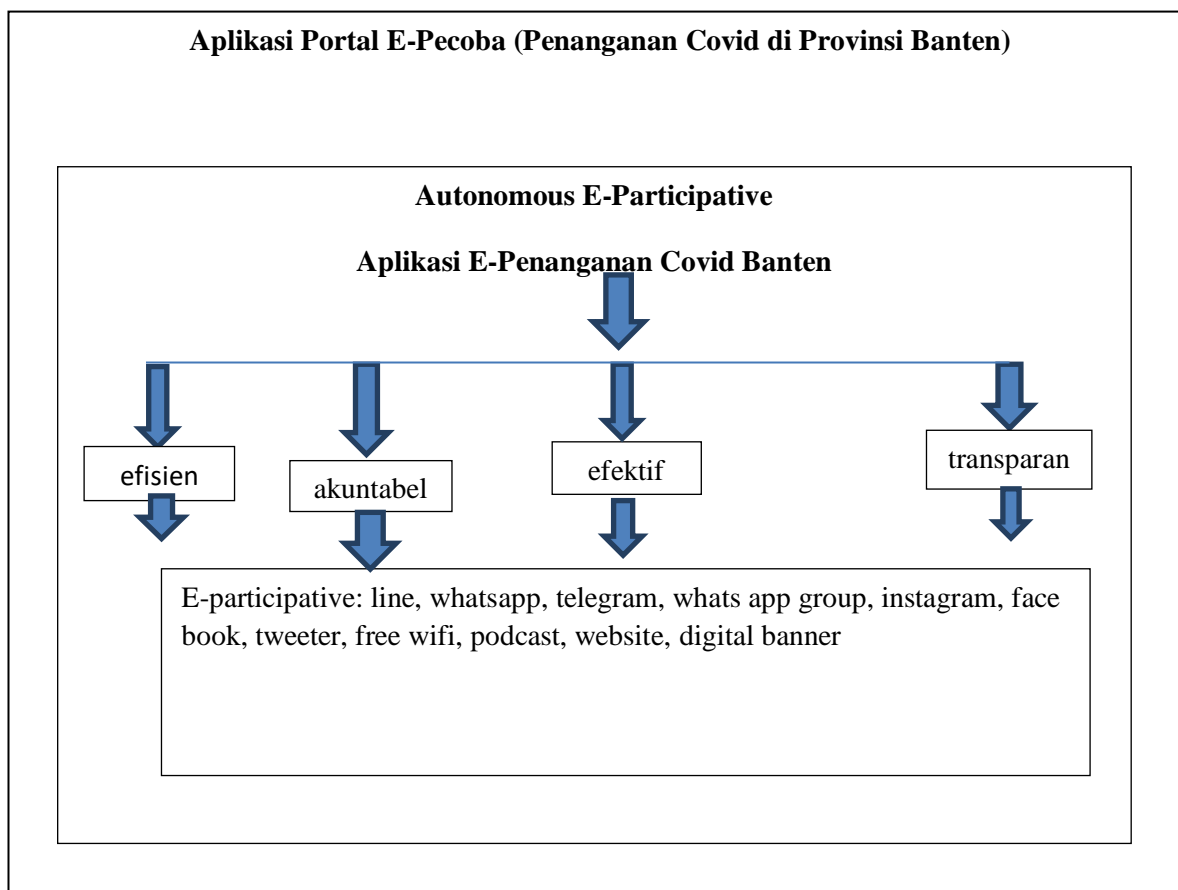 Aplikasi Portal E-Pecoba (Penanganan Covid di Provinsi Banten)
Autonomous E-Participative
Aplikasi E-Penanganan Covid Banten
efisien
akuntabel
efektif
transparan
E-participative: line, whatsapp, telegram, whats app group, instagram, face
book, tweeter, free wifi, podcast, website, digital banner